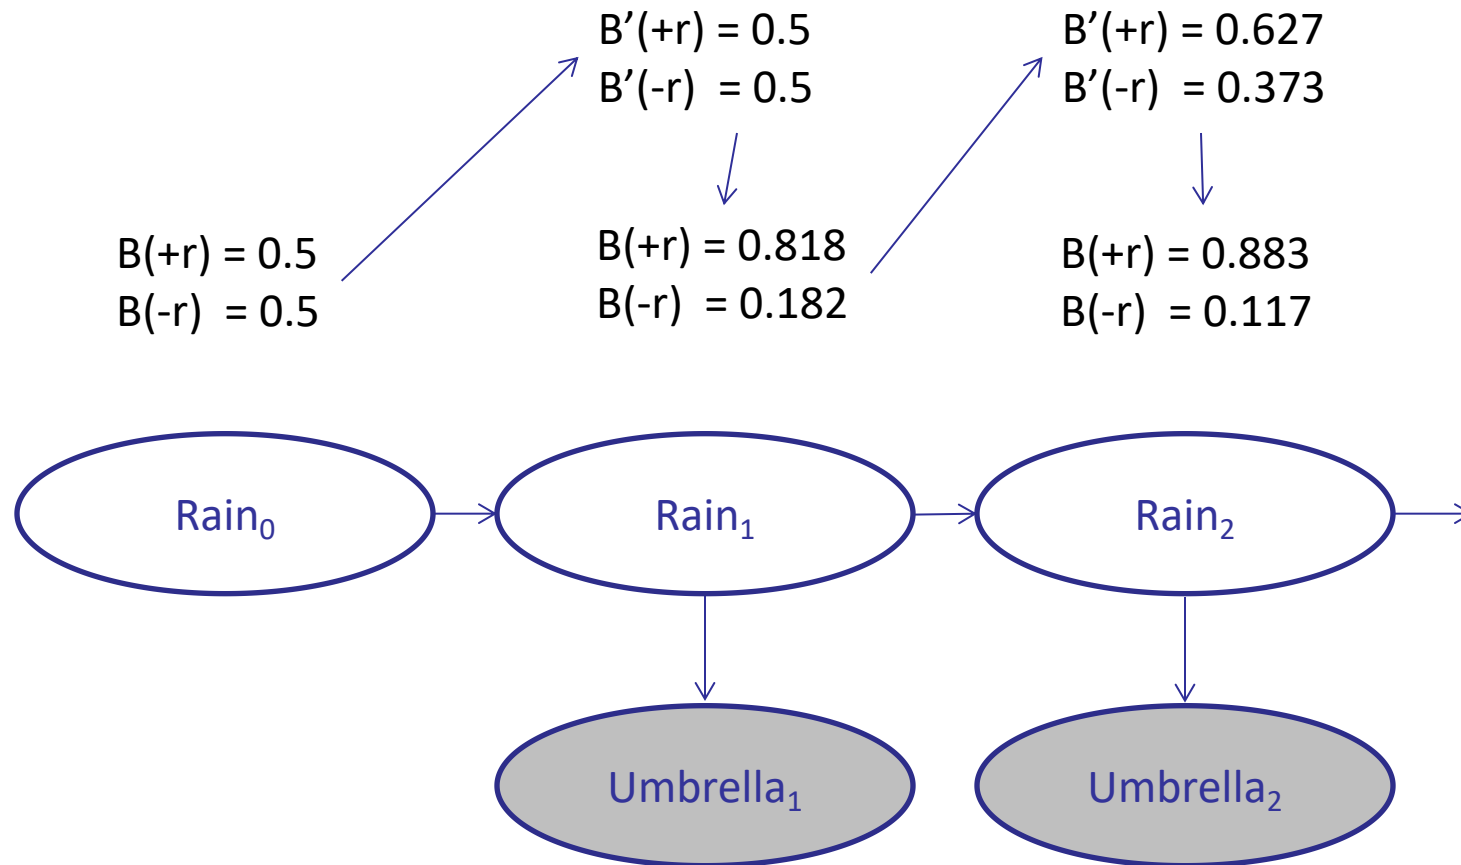 B’(+r) = 0.5
B’(-r) = 0.5
B’(+r) = 0.627
B’(-r) = 0.373
B(+r) = 0.5
B(-r) = 0.5
B(+r) = 0.818
B(-r) = 0.182
B(+r) = 0.883
B(-r) = 0.117
Rain₀
Rain₁
Rain₂
Umbrella₁
Umbrella₂